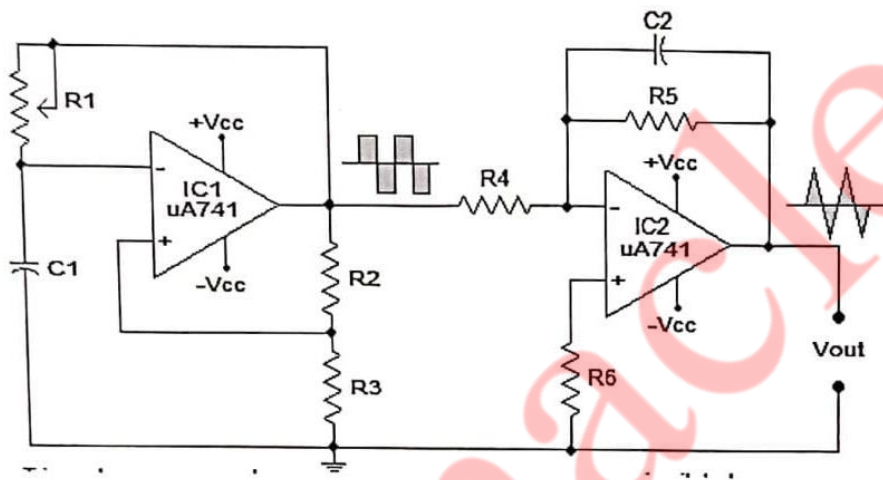 C2
R1
R5
+Vcc
+Vcc
-
IC1
uA741
R4
-
IC2
uA741
+
+
C1
-Vcc
R2
-Vcc
Vout
R3
R6